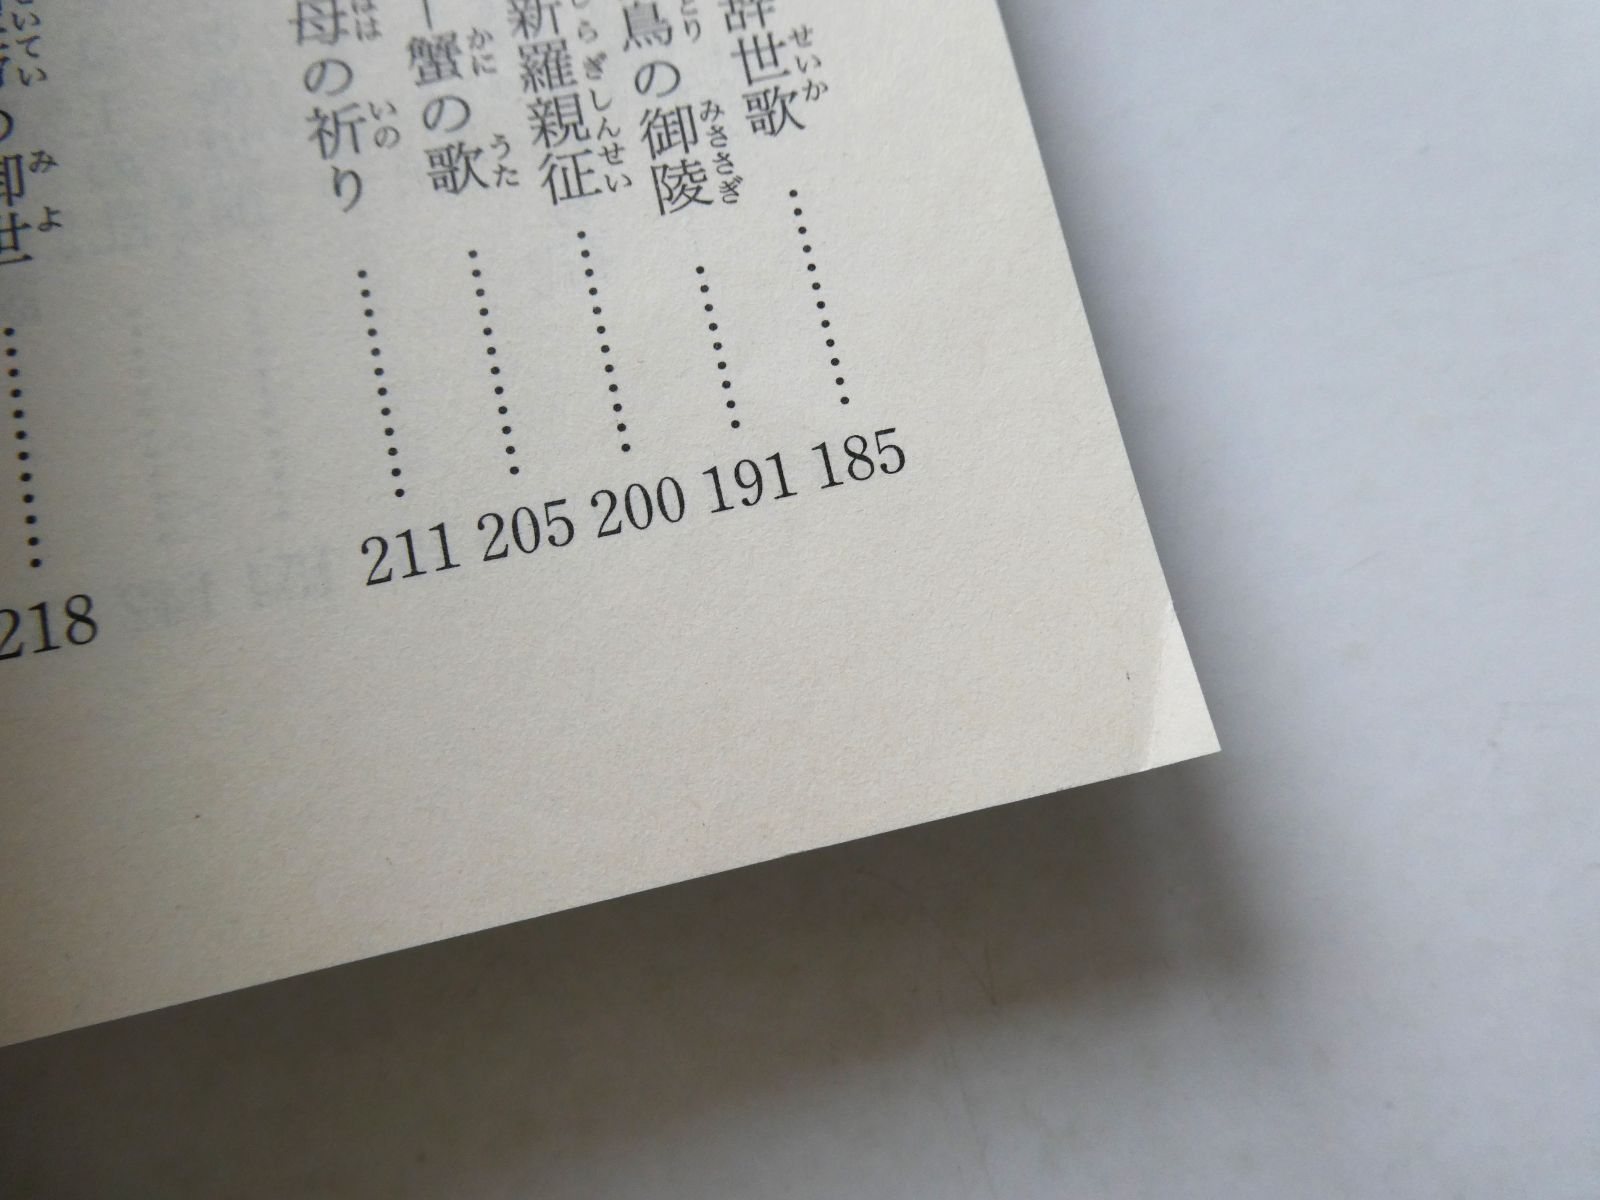 辞世歌 185
鳥の御陵 191
新羅親征 200
蟹の歌 205
母の祈り 211
の御世 218